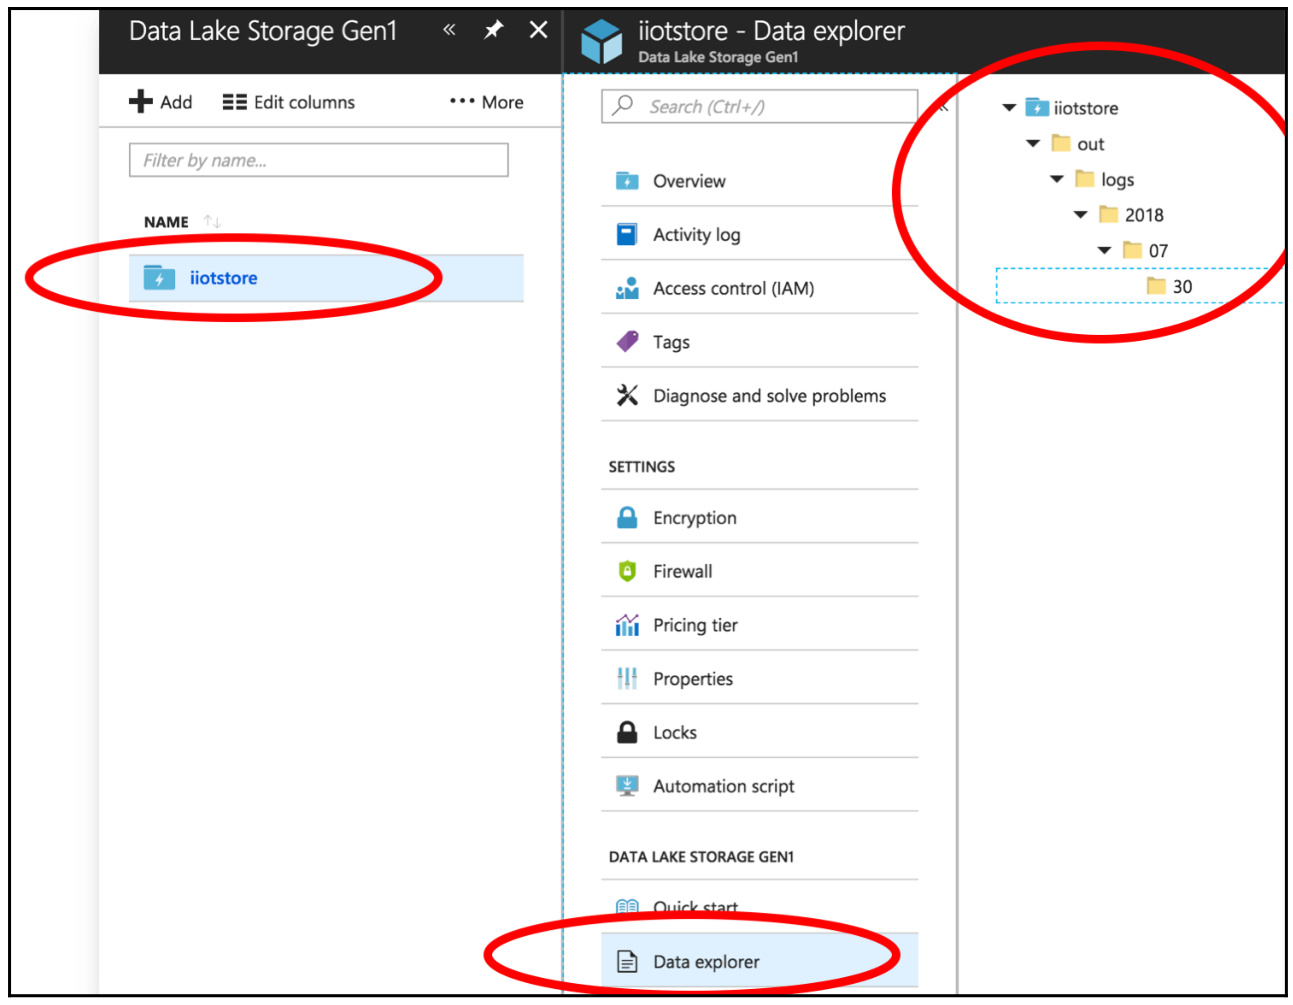 Data Lake Storage Gen1
Add
Edit columns
More
Filter by name...
NAME
iiotstore
iiotstore - Data explorer
Data Lake Storage Gen1
Search (Ctrl+/)
Overview
Activity log
Access control (IAM)
Tags
Diagnose and solve problems
SETTINGS
Encryption
Firewall
Pricing tier
Properties
Locks
Automation script
DATA LAKE STORAGE GEN1
Quick start
Data explorer
iiotstore
out
logs
2018
07
30